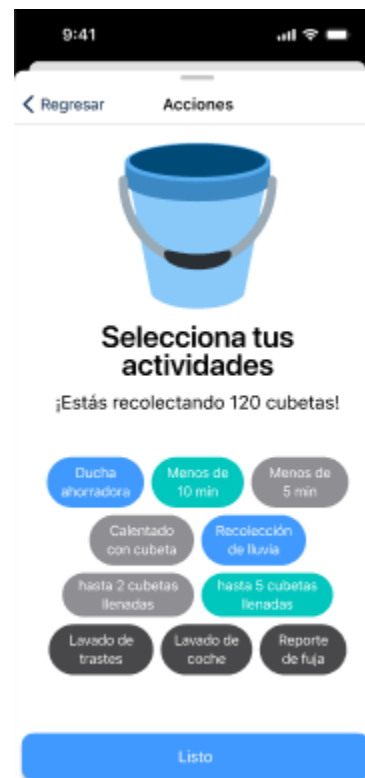 9:41
Regresar
Acciones
Selecciona tus
actividades
¡Estás recolectando 120 cubetas!
Ducha
ahorradora
Menos de
10 min
Menos de
5 min
Calentado
con cubeta
Recolección
de lluvia
hasta 2 cubetas
llenadas
hasta 5 cubetas
llenadas
Lavado de
trastes
Lavado de
coche
Reporte
de fuja
Listo